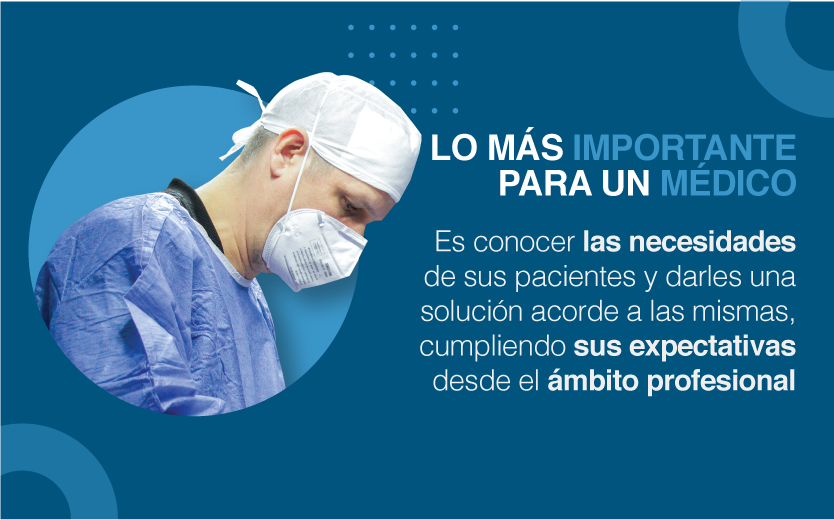 LO MÁS IMPORTANTE
PARA UN MÉDICO
Es conocer las necesidades
de sus pacientes y darles una
solución acorde a las mismas,
cumpliendo sus expectativas
desde el ámbito profesional